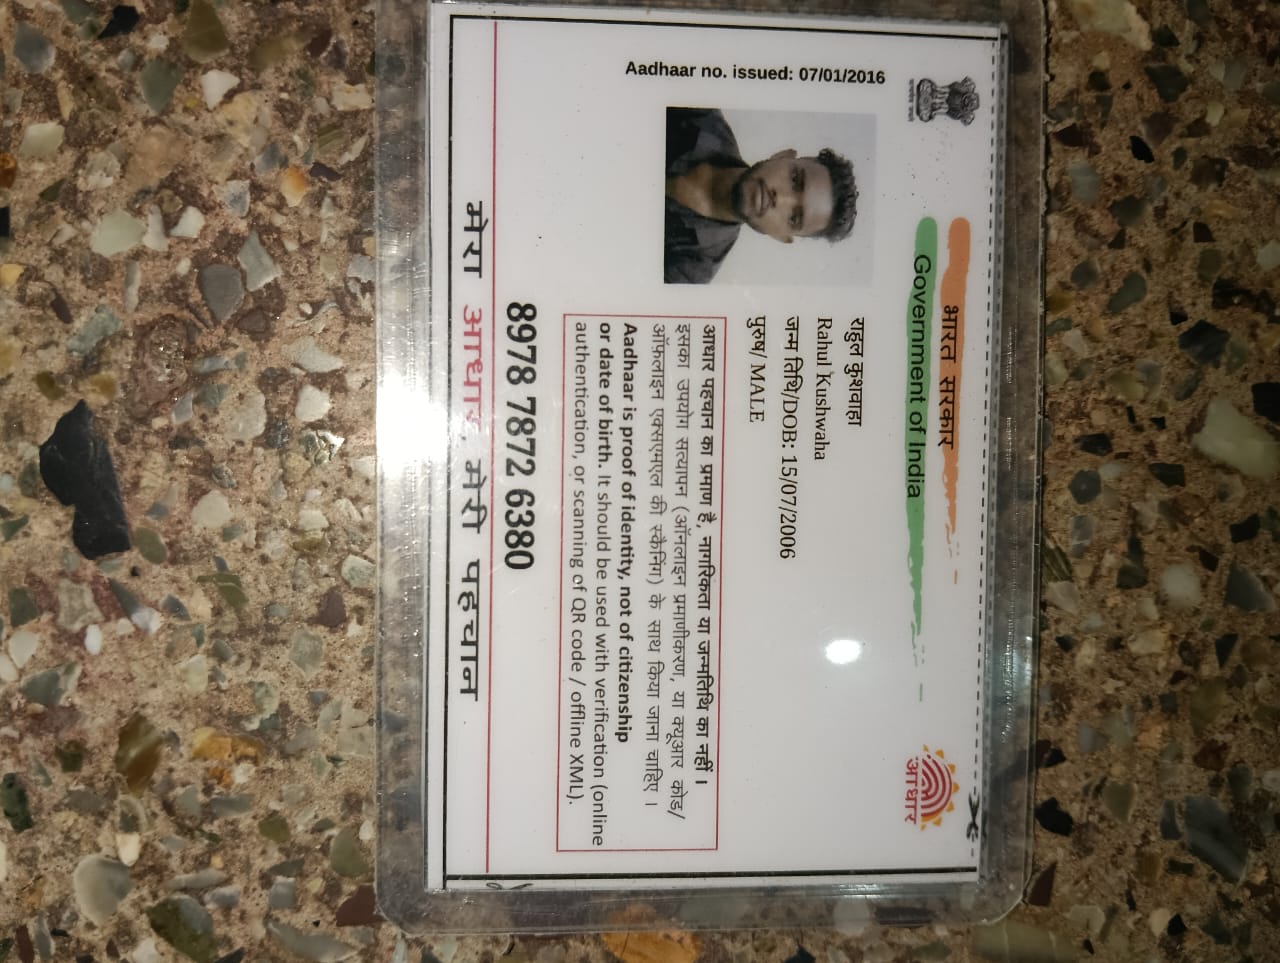 भारत सरकार
Government of India
Aadhaar no. issued: 07/01/2016
राहुल कुशवाहा
Rahul Kushwaha
जन्म तिथि/DOB: 15/07/2006
पुरुष/ MALE
आधार पहचान का प्रमाण है, नागरिकता या जन्मतिथि का नहीं ।
इसका उपयोग सत्यापन (ऑनलाइन प्रमाणीकरण, या क्यूआर कोड/
ऑफलाइन एक्सएमएल की स्कैनिंग) के साथ किया जाना चाहिए ।
Aadhaar is proof of identity, not of citizenship
or date of birth. It should be used with verification (online
authentication, or scanning of QR code / offline XML).
8978 7872 6380
मेरा आधार, मेरी पहचान
आधार